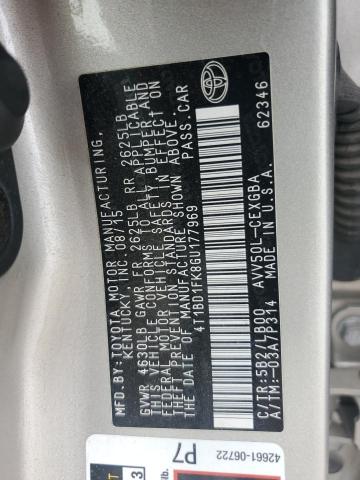 MFD.BY:TOYOTA MOTOR MANUFACTURING,
KENTUCKY, INC. 08/15
GVWR 4630LB GAWR FR 2625LB RR 2625LB
THIS VEHICLE CONFORMS TO ALL APPLICABLE
FEDERAL MOTOR VEHICLE SAFETY, BUMPER, AND
THEFT PREVENTION STANDARDS IN EFFECT ON
THE DATE OF MANUFACTURE SHOWN ABOVE.
4T1BD1FK8GU177969 PASS.CAR
C/TR:5B2/LB00 AVV50L-CEXGBA
A/TM:-03A/P314 MADE IN U.S.A.
62346
TOYOTA
42661-06722
P7